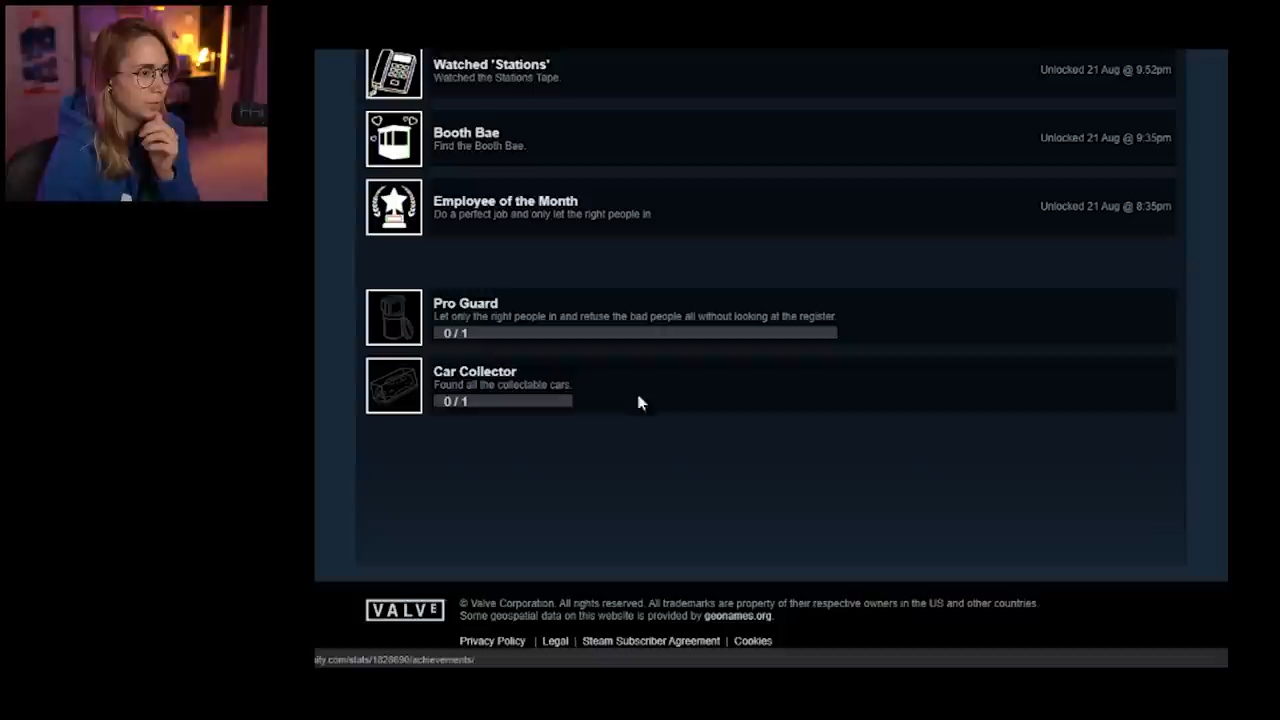 Watched 'Stations'
Watched the Stations Tape.
Unlocked 21 Aug @ 9:52pm
Booth Bae
Find the Booth Bae.
Unlocked 21 Aug @ 9:35pm
Employee of the Month
Do a perfect job and only let the right people in
Unlocked 21 Aug @ 8:35pm
Pro Guard
Let only the right people in and refuse the bad people all without looking at the register.
0 / 1
Car Collector
Found all the collectable cars.
0 / 1
VALVE
© Valve Corporation. All rights reserved. All trademarks are property of their respective owners in the US and other countries.
Some geospatial data on this website is provided by geonames.org.
Privacy Policy | Legal | Steam Subscriber Agreement | Cookies
ity.com/stats/1828690/achievements/